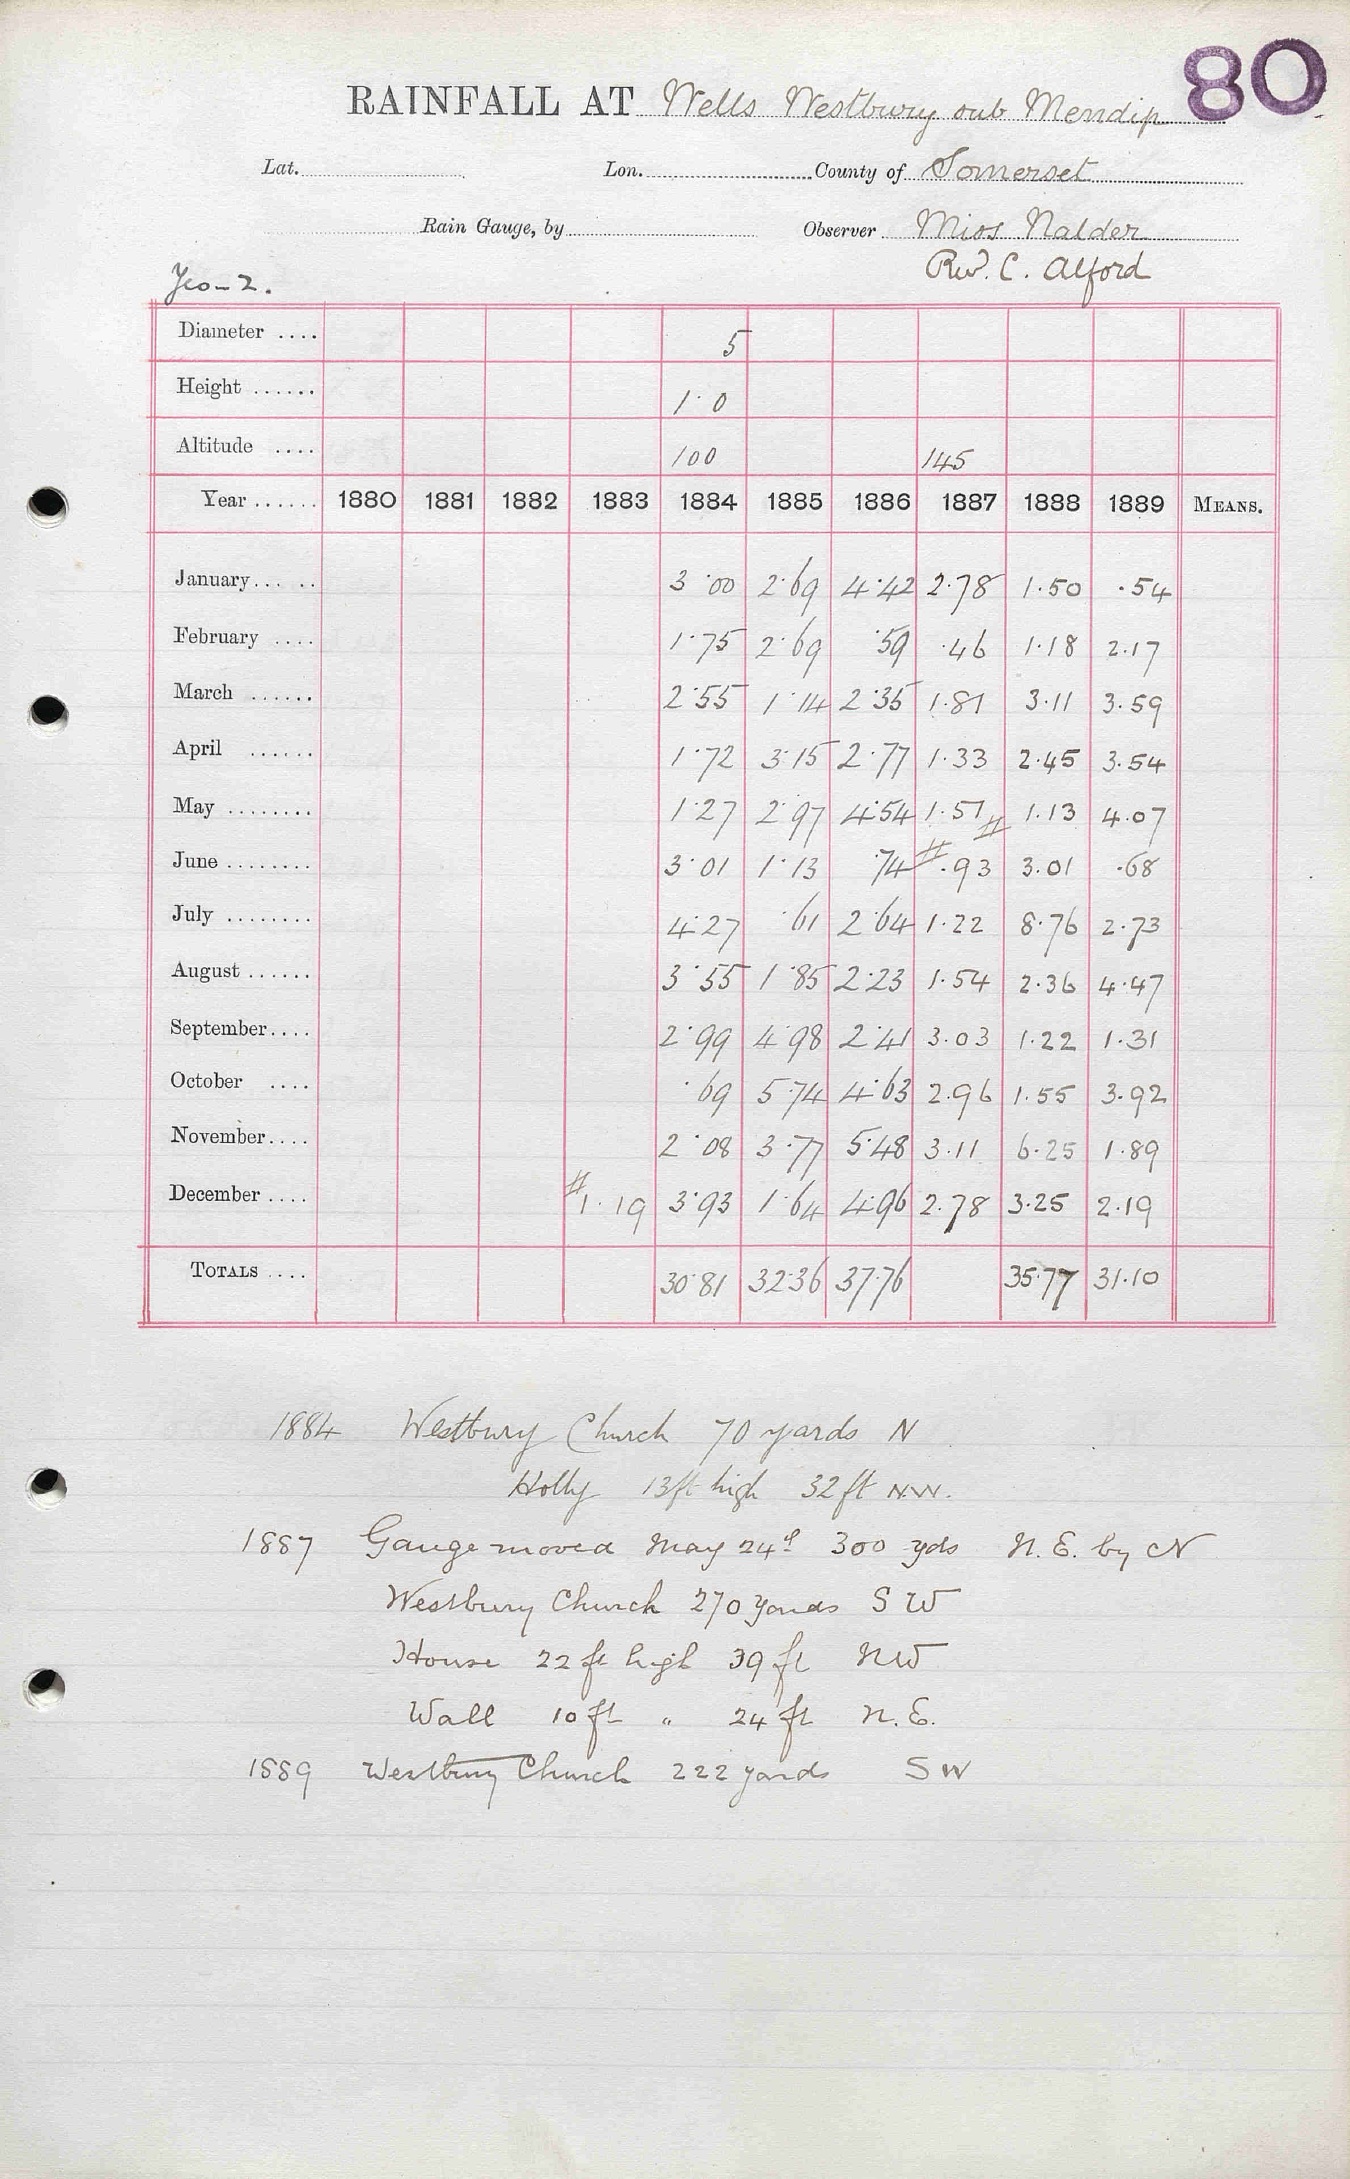 80
RAINFALL AT Wells Westbury sub Mendip
Lat. Lon. County of Somerset
Rain Gauge, by Observer Miss Nalder
Rev. C. Alford
Yeo-2.
Diameter .... 5
Height ...... 1·0
Altitude .... 100 145
Year ...... 1880 1881 1882 1883 1884 1885 1886 1887 1888 1889 MEANS.
January... .. 3·00 2·69 4·42 2·78 1·50 ·54
February .... 1·75 2·69 ·59 ·46 1·18 2·17
March ...... 2·55 1·14 2·35 1·81 3·11 3·59
April ...... 1·72 3·15 2·77 1·33 2·45 3·54
May ........ 1·27 2·97 4·54 1·57 # 1·13 4·07
June ........ 3·01 1·13 ·74 # ·93 3·01 ·68
July ........ 4·27 ·61 2·64 1·22 8·76 2·73
August ...... 3·55 1·85 2·23 1·54 2·36 4·47
September.... 2·99 4·98 2·41 3·03 1·22 1·31
October .... ·69 5·74 4·63 2·96 1·55 3·92
November.... 2·08 3·77 5·48 3·11 6·25 1·89
December .... # 1·19 3·93 1·64 4·96 2·78 3·25 2·19
TOTALS .... 30·81 32·36 37·76 35·77 31·10
1884 Westbury Church 70 yards N
Holly 13ft high 32ft N.W.
1887 Gauge moved May 24th 300 yds N. E. by N
Westbury Church 270 yards S W
House 22 ft high 39 ft NW
Wall 10 ft " 24 ft N. E.
1889 Westbury Church 222 yards S W